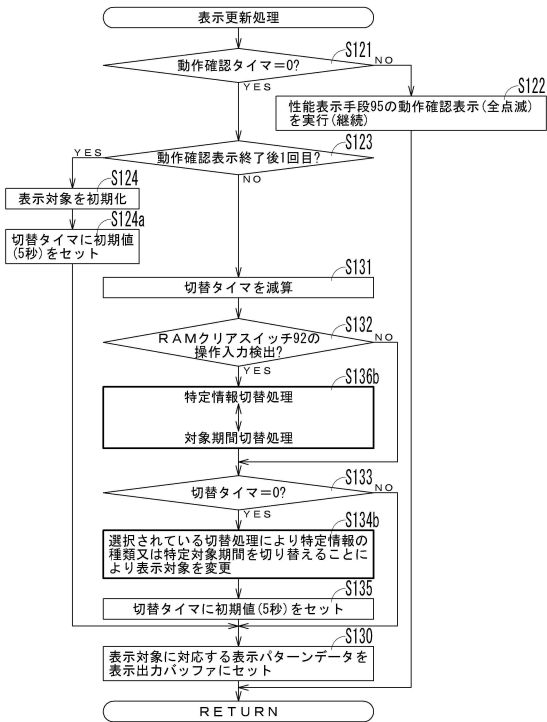 表示更新処理
S121
動作確認タイマ=0?
NO
YES
S122
性能表示手段95の動作確認表示(全点滅)
を実行(継続)
S123
YES
動作確認表示終了後1回目?
NO
S124
表示対象を初期化
S124a
切替タイマに初期値
(5秒)をセット
S131
切替タイマを減算
S132
RAMクリアスイッチ92の
操作入力検出?
NO
YES
S136b
特定情報切替処理
対象期間切替処理
S133
切替タイマ=0?
NO
YES
S134b
選択されている切替処理により特定情報の
種類又は特定対象期間を切り替えることに
より表示対象を変更
S135
切替タイマに初期値(5秒)をセット
S130
表示対象に対応する表示パターンデータを
表示出力バッファにセット
RETURN